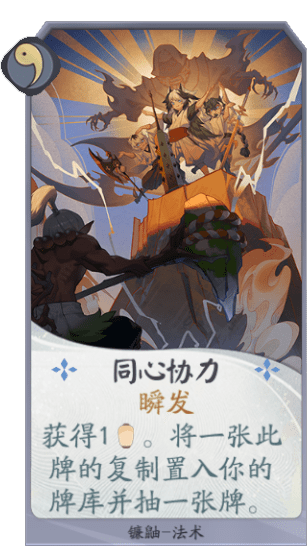 同心协力
瞬发
获得1。将一张此
牌的复制置入你的
牌库并抽一张牌。
镰鼬-法术